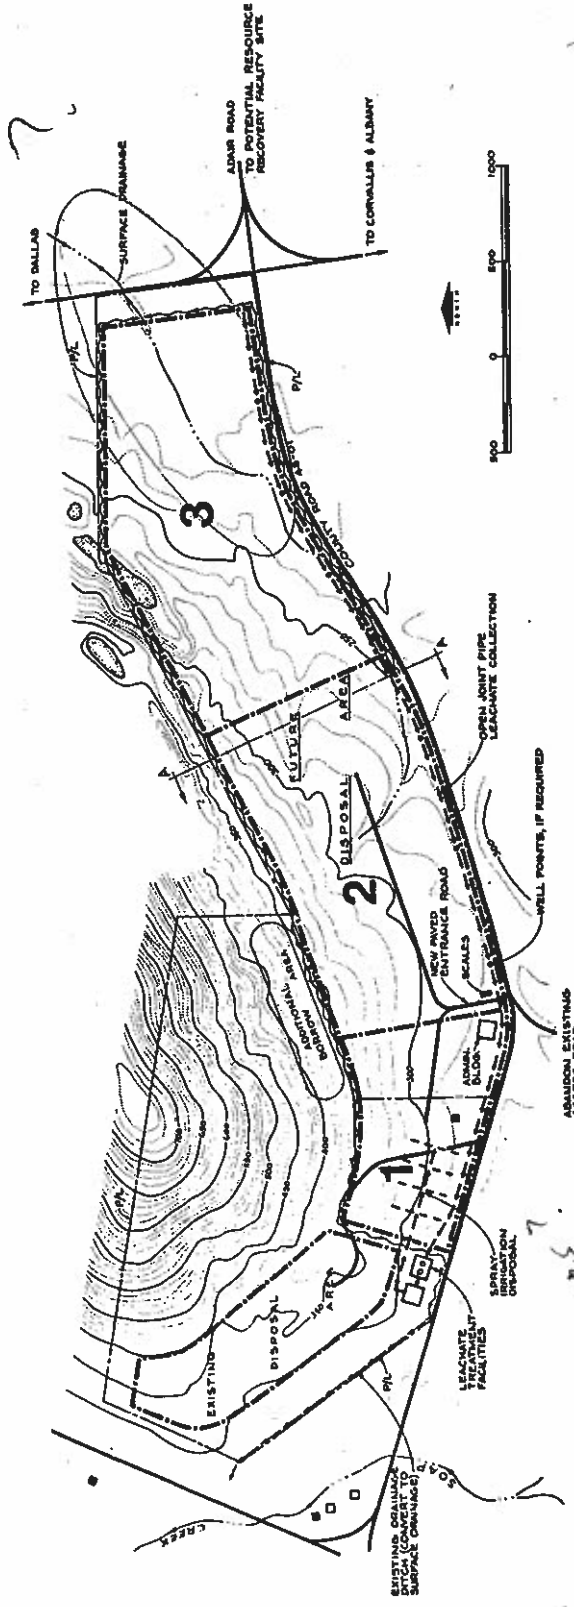 TO DALLAS
SURFACE DRAINAGE
ADAIR ROAD
TO POTENTIAL RESOURCE
RECOVERY FACILITY SITE
TO CORVALLIS & ALBANY
P/L
P/L
3
COUNTY ROAD
NORTH
500
0
500
1000
A
A
FUTURE
AREA
DISPOSAL
2
OPEN JOINT PIPE
LEACHATE COLLECTION
WELL POINTS, IF REQUIRED
NEW PAVED
ENTRANCE ROAD
SCALES
ADMIN.
BLDG.
ABANDON EXISTING
ADDITIONAL
BORROW AREA
400
300
P/L
1
SPRAY-
IRRIGATION
DISPOSAL
LEACHATE
TREATMENT
FACILITIES
EXISTING
DISPOSAL
AREA
P/L
EXISTING DRAINAGE
DITCH (CONVERT TO
SURFACE DRAINAGE)
SOAP
CREEK